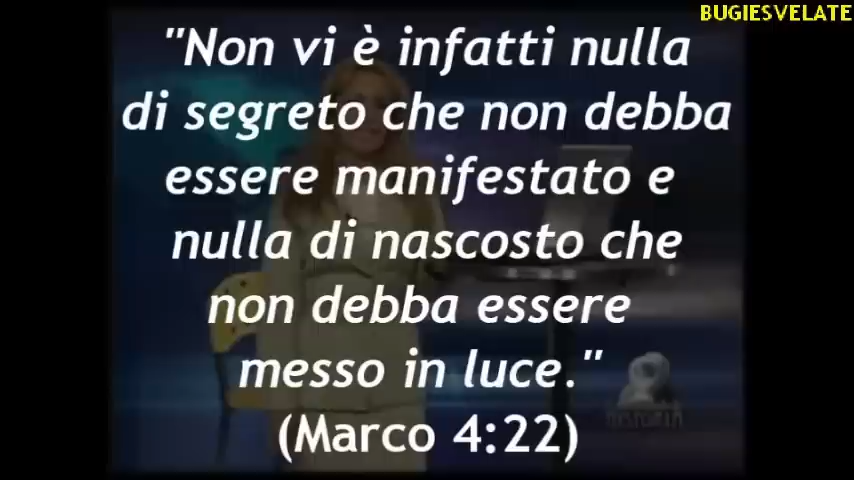 BUGIESVELATE
"Non vi è infatti nulla
di segreto che non debba
essere manifestato e
nulla di nascosto che
non debba essere
messo in luce."
(Marco 4:22)